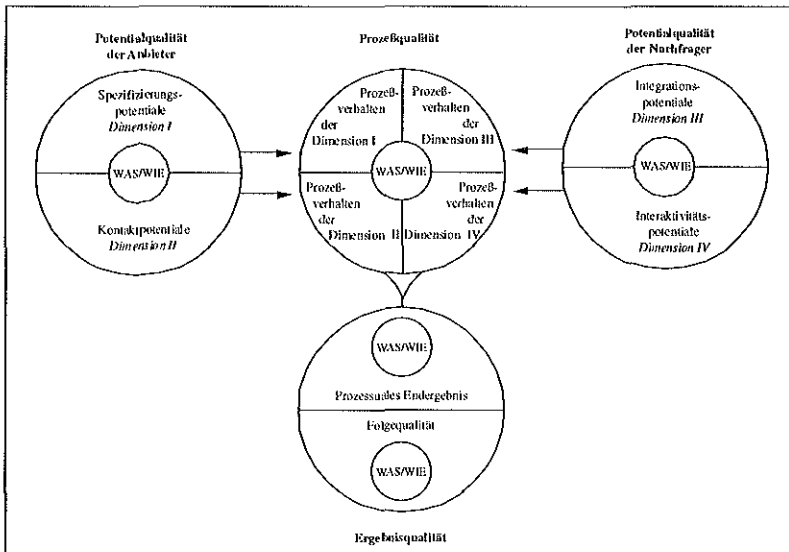 Potentialqualität
der Anbieter
Spezifizierungs-
potentiale
Dimension I
WAS/WIE
Kontaktpotentiale
Dimension II
Prozeßqualität
Prozeß-
verhalten
der
Dimension I
Prozeß-
verhalten
der
Dimension III
WAS/WIE
Prozeß-
verhalten
der
Dimension II
Prozeß-
verhalten
der
Dimension IV
Potentialqualität
der Nachfrager
Integrations-
potentiale
Dimension III
WAS/WIE
Interaktivitäts-
potentiale
Dimension IV
WAS/WIE
Prozessuales Endergebnis
Folgequalität
WAS/WIE
Ergebnisqualität